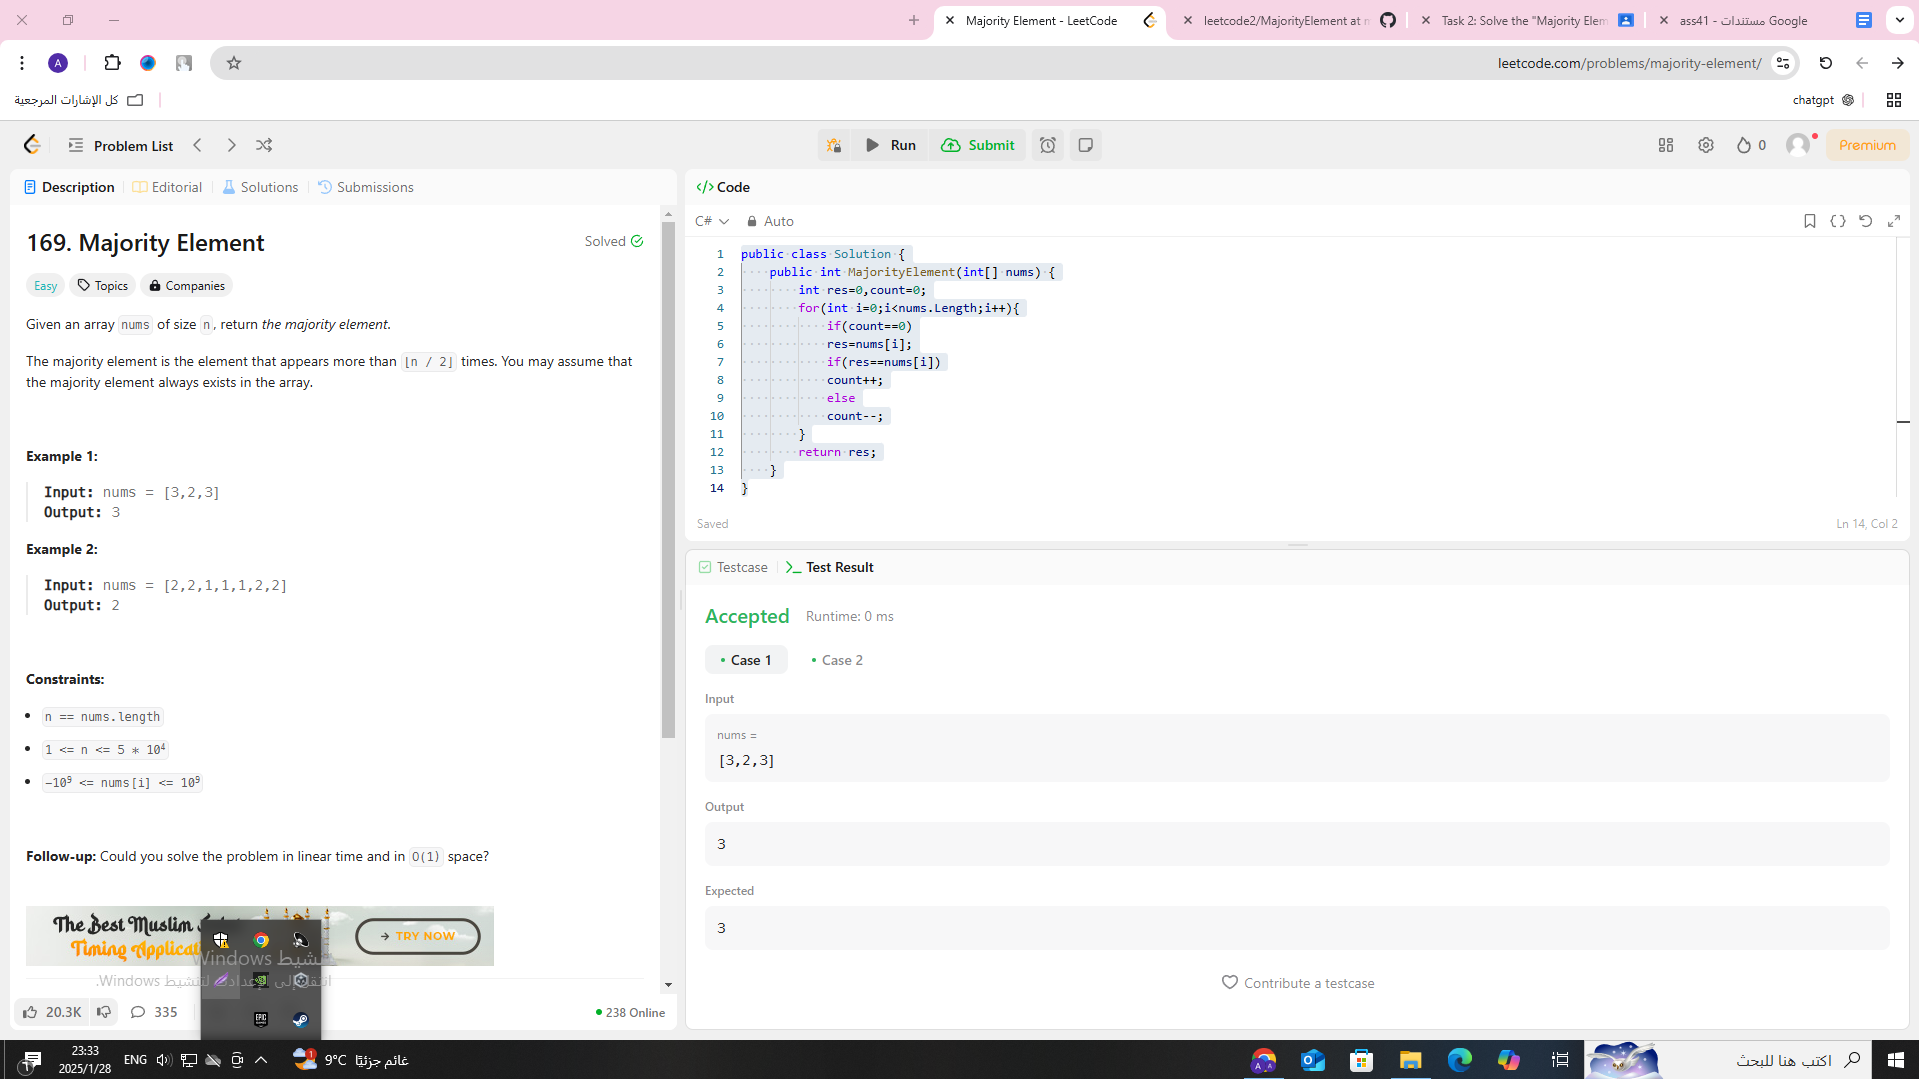 Majority Element - LeetCode
leetcode2/MajorityElement at
Task 2: Solve the "Majority Elem
ass41 - مستندات Google
A
leetcode.com/problems/majority-element/
كل الإشارات المرجعية
chatgpt
Problem List
Run
Submit
0
Premium
Description
Editorial
Solutions
Submissions
169. Majority Element
Solved
Easy
Topics
Companies
Given an array nums of size n, return the majority element.
The majority element is the element that appears more than ⌊n / 2⌋ times. You may assume that
the majority element always exists in the array.
Example 1:
Input: nums = [3,2,3]
Output: 3
Example 2:
Input: nums = [2,2,1,1,1,2,2]
Output: 2
Constraints:
n == nums.length
1 <= n <= 5 * 10⁴
-10⁹ <= nums[i] <= 10⁹
Follow-up: Could you solve the problem in linear time and in O(1) space?
The Best Muslim
Timing
TRY NOW
تنشيط Windows
انتقل إلى الإعدادات لتنشيط Windows.
20.3K
335
238 Online
Code
C#
Auto
1 public class Solution {
2 public int MajorityElement(int[] nums) {
3 int res=0,count=0;
4 for(int i=0;i<nums.Length;i++){
5 if(count==0)
6 res=nums[i];
7 if(res==nums[i])
8 count++;
9 else
10 count--;
11 }
12 return res;
13 }
14 }
Saved
Ln 14, Col 2
Testcase
Test Result
Accepted
Runtime: 0 ms
Case 1
Case 2
Input
nums =
[3,2,3]
Output
3
Expected
3
Contribute a testcase
EPIC
1
23:33
2025/1/28
ENG
1
9°C غائم جزئيًا
اكتب هنا للبحث